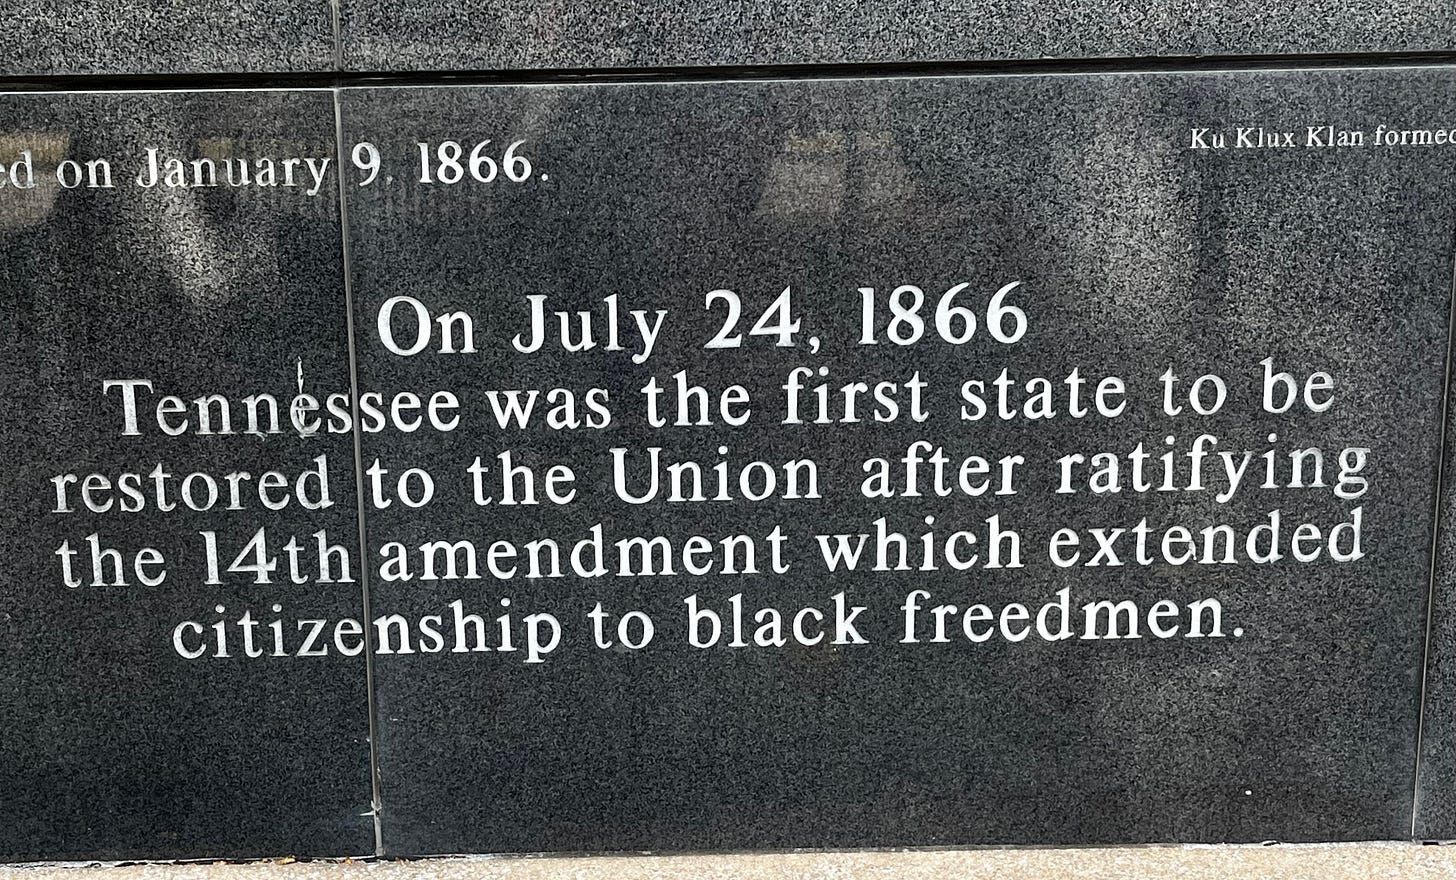 ed on January 9, 1866.
Ku Klux Klan formed
On July 24, 1866
Tennessee was the first state to be
restored to the Union after ratifying
the 14th amendment which extended
citizenship to black freedmen.